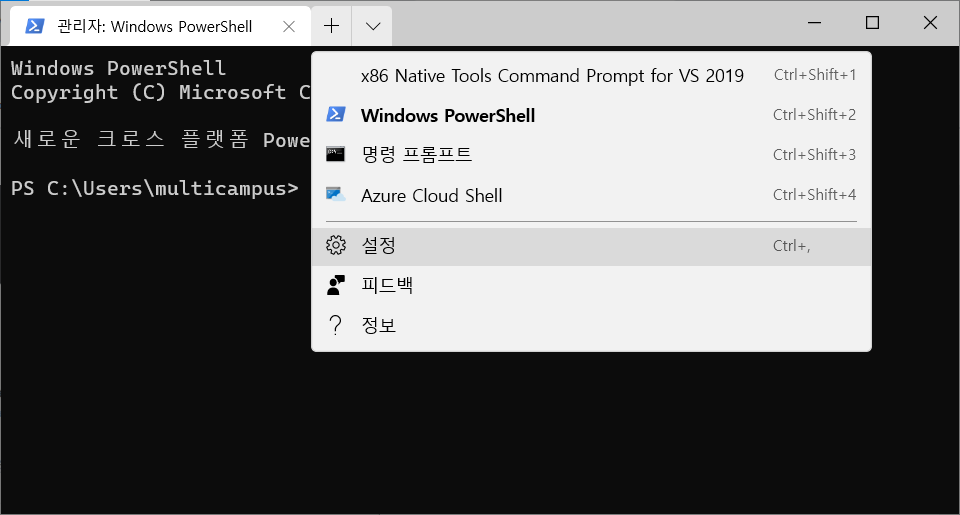 관리자: Windows PowerShell
Windows PowerShell
Copyright (C) Microsoft C
새로운 크로스 플랫폼 Powe
PS C:\Users\multicampus>
x86 Native Tools Command Prompt for VS 2019 Ctrl+Shift+1
Windows PowerShell Ctrl+Shift+2
명령 프롬프트 Ctrl+Shift+3
Azure Cloud Shell Ctrl+Shift+4
설정 Ctrl+,
피드백
정보